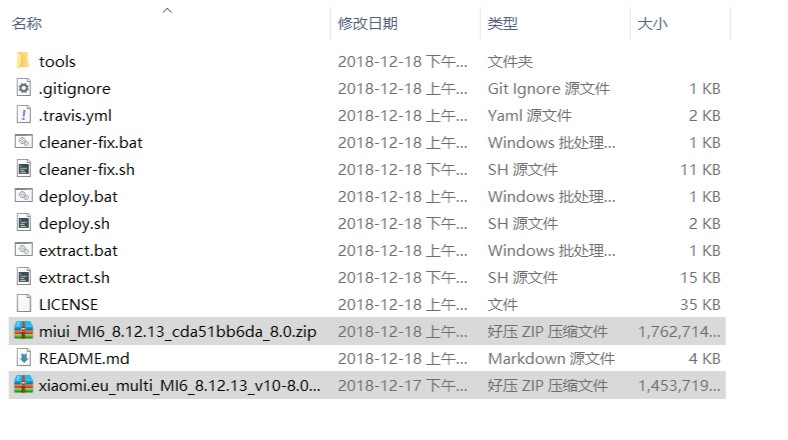 名称 修改日期 类型 大小
tools 2018-12-18 下午... 文件夹
.gitignore 2018-12-18 上午... Git Ignore 源文件 1 KB
.travis.yml 2018-12-18 上午... Yaml 源文件 2 KB
cleaner-fix.bat 2018-12-18 上午... Windows 批处理... 1 KB
cleaner-fix.sh 2018-12-18 上午... SH 源文件 11 KB
deploy.bat 2018-12-18 上午... Windows 批处理... 1 KB
deploy.sh 2018-12-18 下午... SH 源文件 2 KB
extract.bat 2018-12-18 上午... Windows 批处理... 1 KB
extract.sh 2018-12-18 下午... SH 源文件 15 KB
LICENSE 2018-12-18 上午... 文件 35 KB
miui_MI6_8.12.13_cda51bb6da_8.0.zip 2018-12-18 上午... 好压 ZIP 压缩文件 1,762,714...
README.md 2018-12-18 上午... Markdown 源文件 4 KB
xiaomi.eu_multi_MI6_8.12.13_v10-8.0... 2018-12-17 下午... 好压 ZIP 压缩文件 1,453,719...